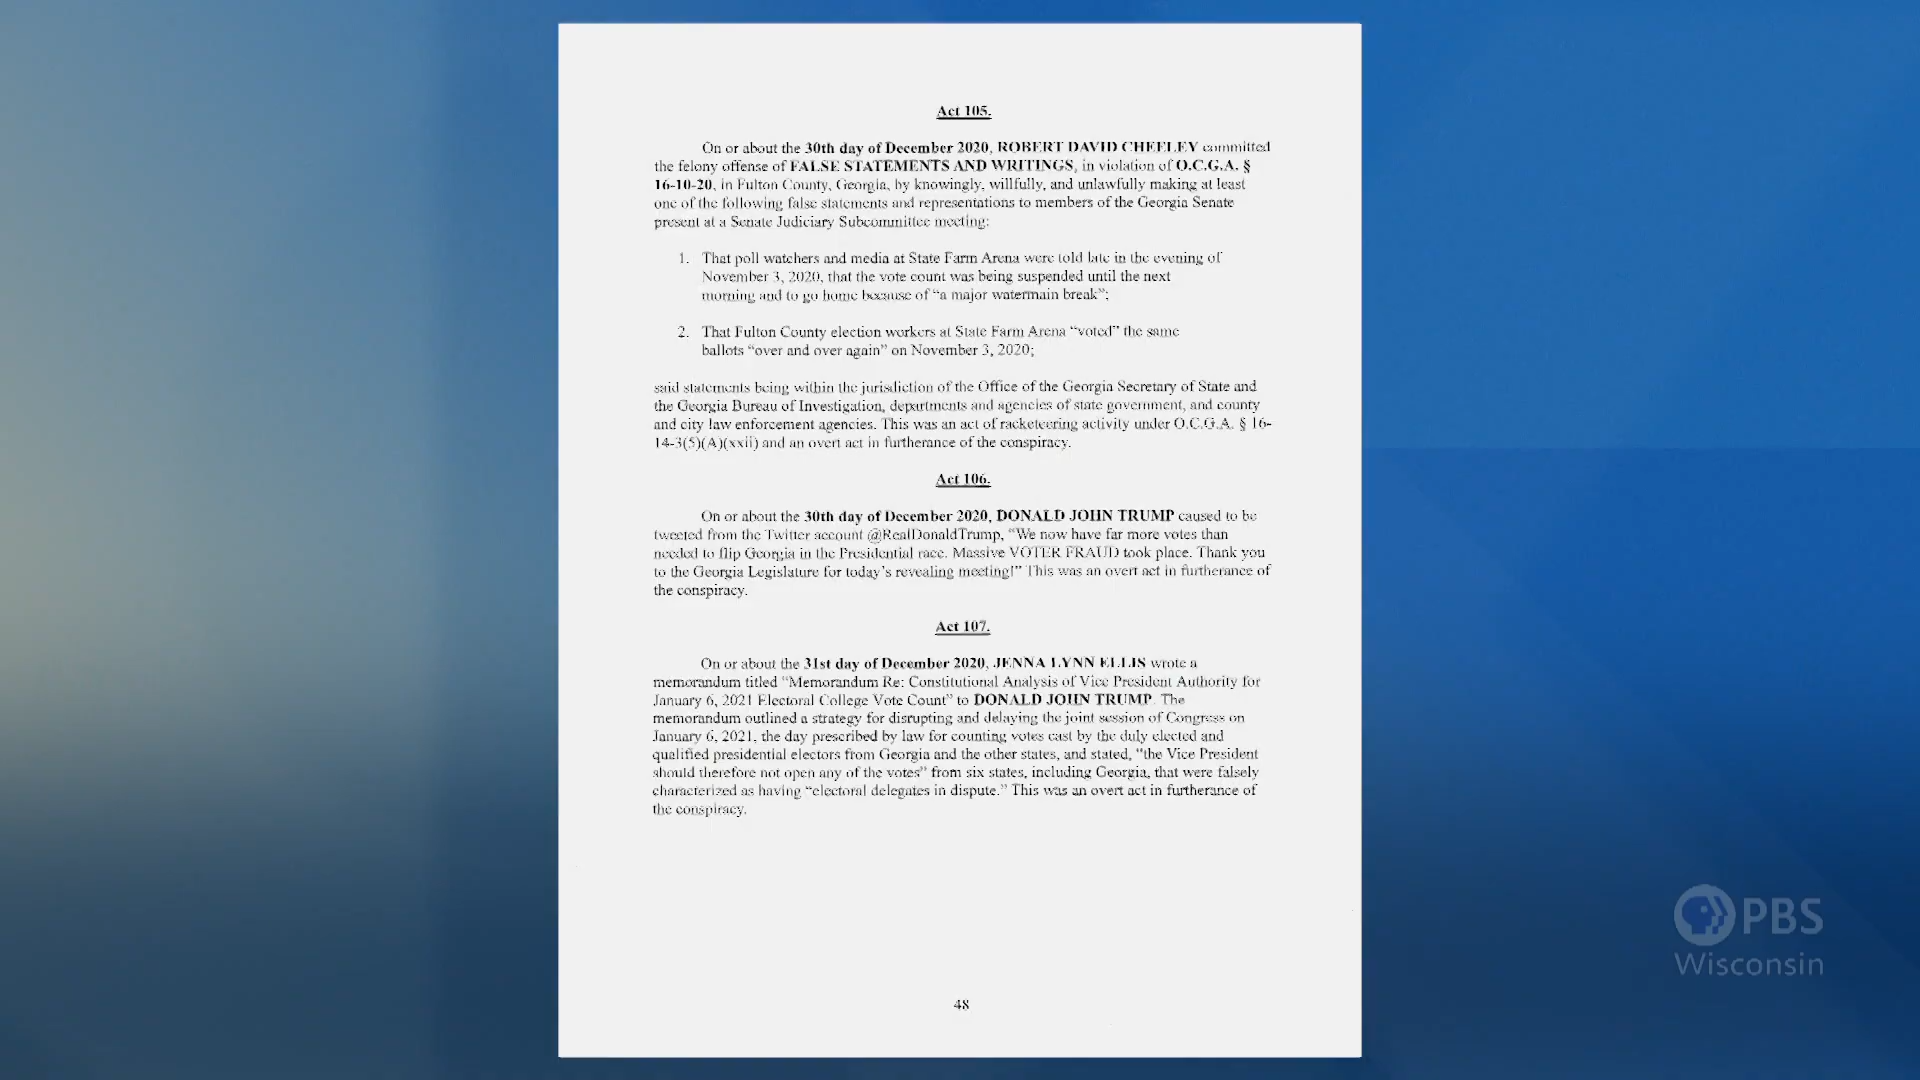 Act 105.
On or about the 30th day of December 2020, ROBERT DAVID CHEELEY committed
the felony offense of FALSE STATEMENTS AND WRITINGS, in violation of O.C.G.A. §
16-10-20, in Fulton County, Georgia, by knowingly, willfully, and unlawfully making at least
one of the following false statements and representations to members of the Georgia Senate
present at a Senate Judiciary Subcommittee meeting:
1. That poll watchers and media at State Farm Arena were told late in the evening of
November 3, 2020, that the vote count was being suspended until the next
morning and to go home because of “a major watermain break”;
2. That Fulton County election workers at State Farm Arena “voted” the same
ballots “over and over again” on November 3, 2020;
said statements being within the jurisdiction of the Office of the Georgia Secretary of State and
the Georgia Bureau of Investigation, departments and agencies of state government, and county
and city law enforcement agencies. This was an act of racketeering activity under O.C.G.A. § 16-
14-3(5)(A)(xxii) and an overt act in furtherance of the conspiracy.
Act 106.
On or about the 30th day of December 2020, DONALD JOHN TRUMP caused to be
tweeted from the Twitter account @RealDonaldTrump, “We now have far more votes than
needed to flip Georgia in the Presidential race. Massive VOTER FRAUD took place. Thank you
to the Georgia Legislature for today’s revealing meeting!” This was an overt act in furtherance of
the conspiracy.
Act 107.
On or about the 31st day of December 2020, JENNA LYNN ELLIS wrote a
memorandum titled “Memorandum Re: Constitutional Analysis of Vice President Authority for
January 6, 2021 Electoral College Vote Count” to DONALD JOHN TRUMP. The
memorandum outlined a strategy for disrupting and delaying the joint session of Congress on
January 6, 2021, the day prescribed by law for counting votes cast by the duly elected and
qualified presidential electors from Georgia and the other states, and stated, “the Vice President
should therefore not open any of the votes” from six states, including Georgia, that were falsely
characterized as having “electoral delegates in dispute.” This was an overt act in furtherance of
the conspiracy.
48
PBS
Wisconsin